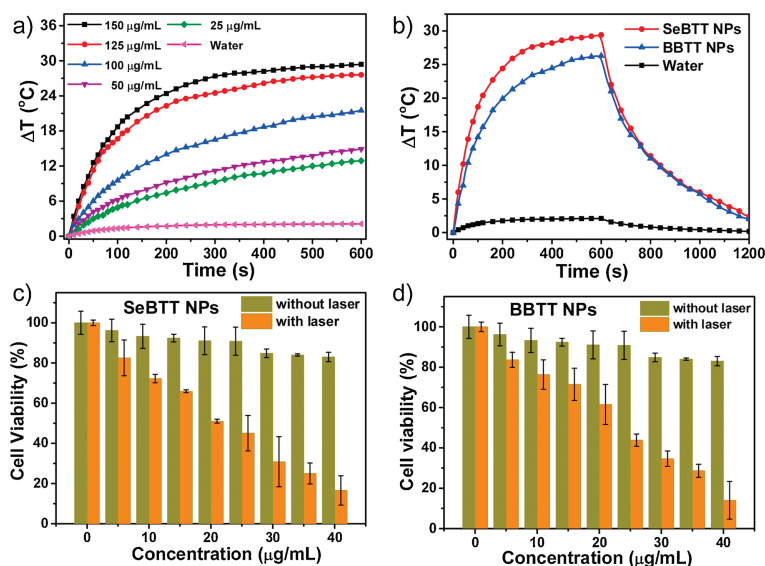 a)
150 µg/mL
125 µg/mL
100 µg/mL
50 µg/mL
25 µg/mL
Water
ΔT (°C)
36
30
24
18
12
6
0
0 100 200 300 400 500 600
Time (s)
b)
SeBTT NPs
BBTT NPs
Water
ΔT (°C)
30
25
20
15
10
5
0
0 200 400 600 800 1000 1200
Time (s)
c)
SeBTT NPs
without laser
with laser
Cell Viability (%)
100
80
60
40
20
0
0 10 20 30 40
Concentration (µg/mL)
d)
BBTT NPs
without laser
with laser
Cell viability (%)
100
80
60
40
20
0
0 10 20 30 40
Concentration (µg/mL)